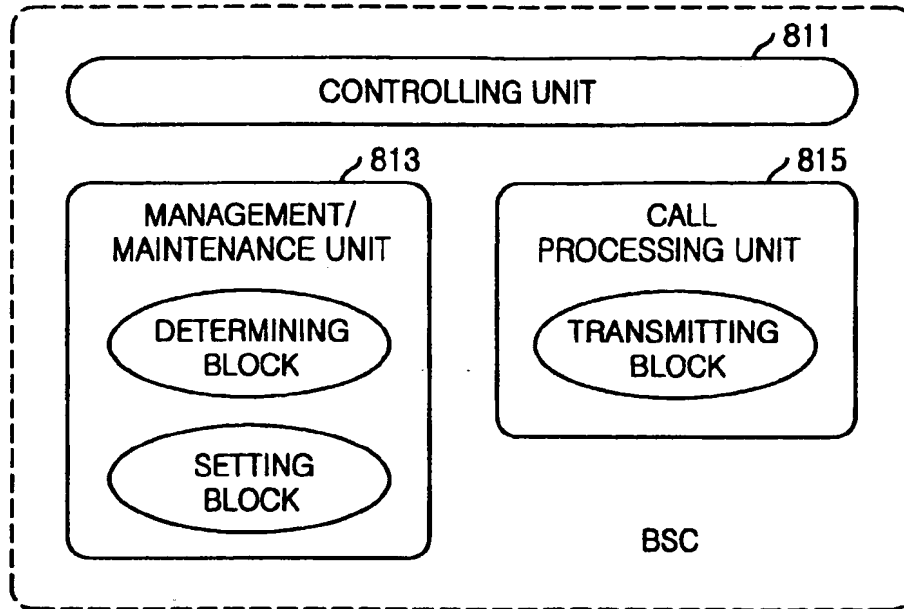 811
CONTROLLING UNIT
813
MANAGEMENT/
MAINTENANCE UNIT
DETERMINING
BLOCK
SETTING
BLOCK
815
CALL
PROCESSING UNIT
TRANSMITTING
BLOCK
BSC